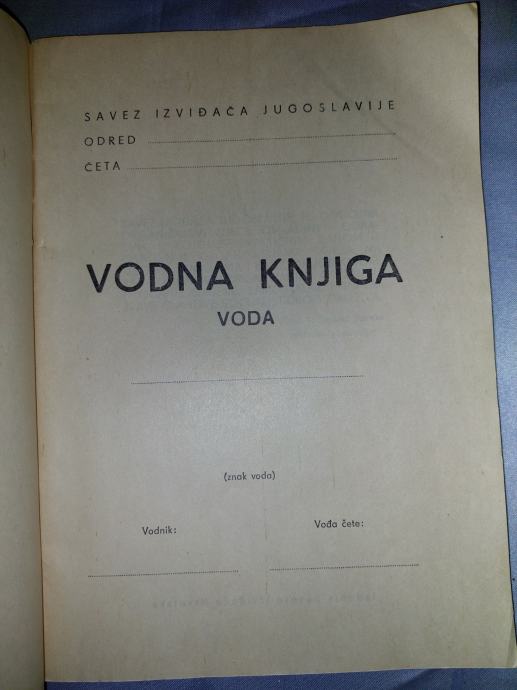 SAVEZ IZVIĐAČA JUGOSLAVIJE
ODRED
ČETA
VODNA KNJIGA
VODA
(znak voda)
Vodnik: Vođa čete: